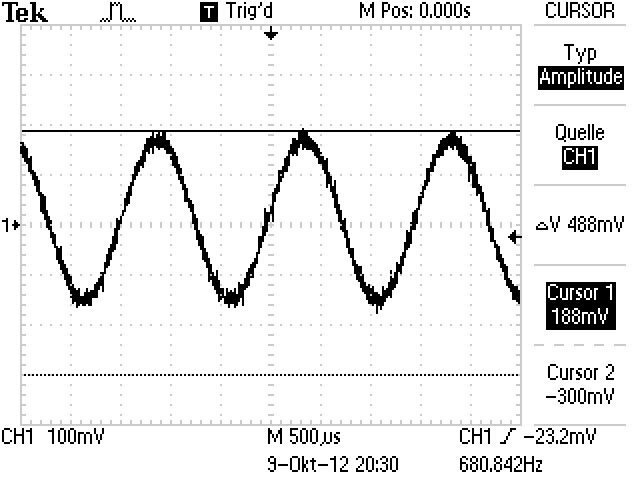 Tek T Trig'd M Pos: 0.000s CURSOR
Typ
Amplitude
Quelle
CH1
1
△V 488mV
Cursor 1
188mV
Cursor 2
-300mV
CH1 100mV M 500µs CH1 -23.2mV
9-Okt-12 20:30 680.842Hz